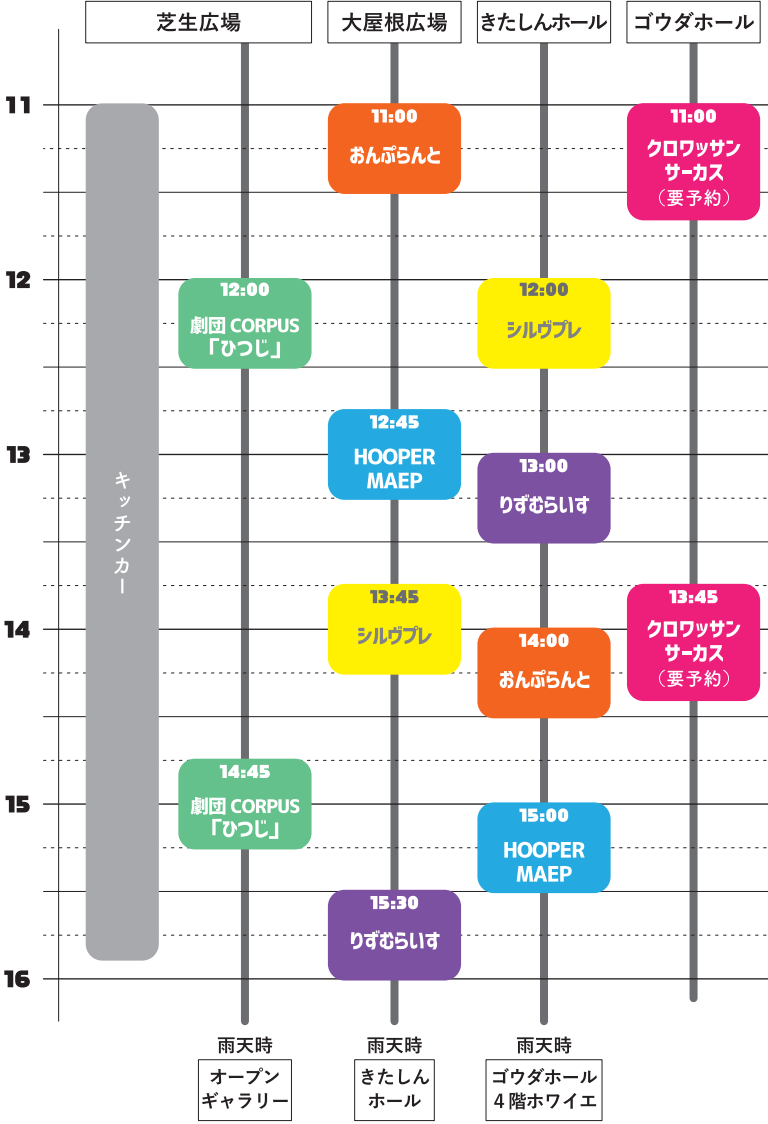 芝生広場
大屋根広場
きたしんホール
ゴウダホール
11
11:00
おんぷらんと
11:00
クロワッサン
サーカス
（要予約）
12
12:00
劇団 CORPUS
「ひつじ」
12:00
シルヴプレ
12:45
HOOPER
MAEP
13
13:00
りずむらいす
キッチンカー
13:45
シルヴプレ
13:45
クロワッサン
サーカス
（要予約）
14
14:00
おんぷらんと
14:45
劇団 CORPUS
「ひつじ」
15
15:00
HOOPER
MAEP
15:30
りずむらいす
16
雨天時
オープン
ギャラリー
雨天時
きたしん
ホール
雨天時
ゴウダホール
4階ホワイエ